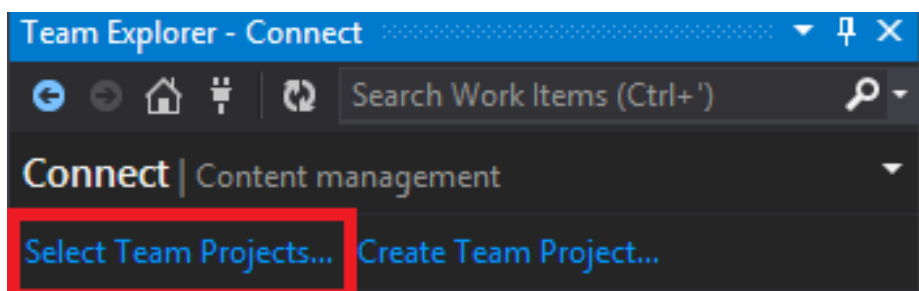 Team Explorer - Connect
Search Work Items (Ctrl+')
Connect | Content management
Select Team Projects... Create Team Project...